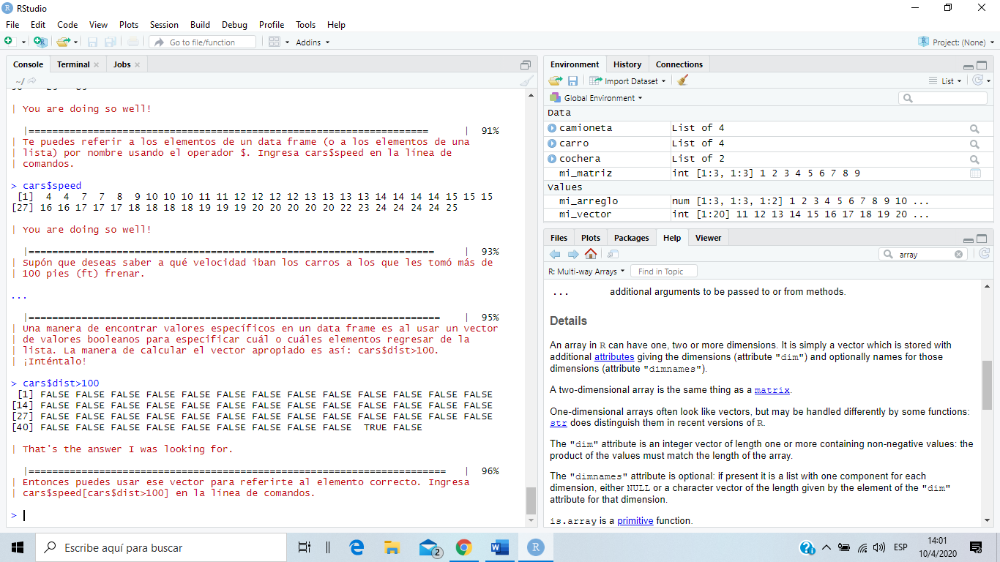 RStudio
File Edit Code View Plots Session Build Debug Profile Tools Help
Go to file/function Addins Project: (None)
Console Terminal Jobs
~/
| You are doing so well!
|==================================================================== | 91%
| Te puedes referir a los elementos de un data frame (o a los elementos de una
| lista) por nombre usando el operador $. Ingresa cars$speed en la línea de
| comandos.
> cars$speed
[1] 4 4 7 7 8 9 10 10 10 11 11 12 12 12 12 13 13 13 13 14 14 14 14 15 15 15
[27] 16 16 17 17 17 18 18 18 18 19 19 19 20 20 20 20 20 22 23 24 24 24 24 25
| You are doing so well!
|===================================================================== | 93%
| Supón que deseas saber a qué velocidad iban los carros a los que les tomó más de
| 100 pies (ft) frenar.
...
|====================================================================== | 95%
| Una manera de encontrar valores específicos en un data frame es al usar un vector
| de valores booleanos para especificar cuál o cuáles elementos regresar de la
| lista. La manera de calcular el vector apropiado es así: cars$dist>100.
| ¡Inténtalo!
> cars$dist>100
[1] FALSE FALSE FALSE FALSE FALSE FALSE FALSE FALSE FALSE FALSE FALSE FALSE FALSE
[14] FALSE FALSE FALSE FALSE FALSE FALSE FALSE FALSE FALSE FALSE FALSE FALSE FALSE
[27] FALSE FALSE FALSE FALSE FALSE FALSE FALSE FALSE FALSE FALSE FALSE FALSE FALSE
[40] FALSE FALSE FALSE FALSE FALSE FALSE FALSE FALSE FALSE TRUE FALSE
| That's the answer I was looking for.
|======================================================================= | 96%
| Entonces puedes usar ese vector para referirte al elemento correcto. Ingresa
| cars$speed[cars$dist>100] en la línea de comandos.
>
Environment History Connections
Import Dataset List
Global Environment
Data
camioneta List of 4
carro List of 4
cochera List of 2
mi_matriz int [1:3, 1:3] 1 2 3 4 5 6 7 8 9
Values
mi_arreglo num [1:3, 1:3, 1:2] 1 2 3 4 5 6 7 8 9 10 ...
mi_vector int [1:20] 11 12 13 14 15 16 17 18 19 20 ...
Files Plots Packages Help Viewer
array
R: Multi-way Arrays Find in Topic
... additional arguments to be passed to or from methods.
Details
An array in R can have one, two or more dimensions. It is simply a vector which is stored with
additional attributes giving the dimensions (attribute "dim") and optionally names for those
dimensions (attribute "dimnames").
A two-dimensional array is the same thing as a matrix.
One-dimensional arrays often look like vectors, but may be handled differently by some functions:
str does distinguish them in recent versions of R.
The "dim" attribute is an integer vector of length one or more containing non-negative values: the
product of the values must match the length of the array.
The "dimnames" attribute is optional: if present it is a list with one component for each
dimension, either NULL or a character vector of the length given by the element of the "dim"
attribute for that dimension.
is.array is a primitive function.
Escribe aquí para buscar
2
ESP
14:01
10/4/2020